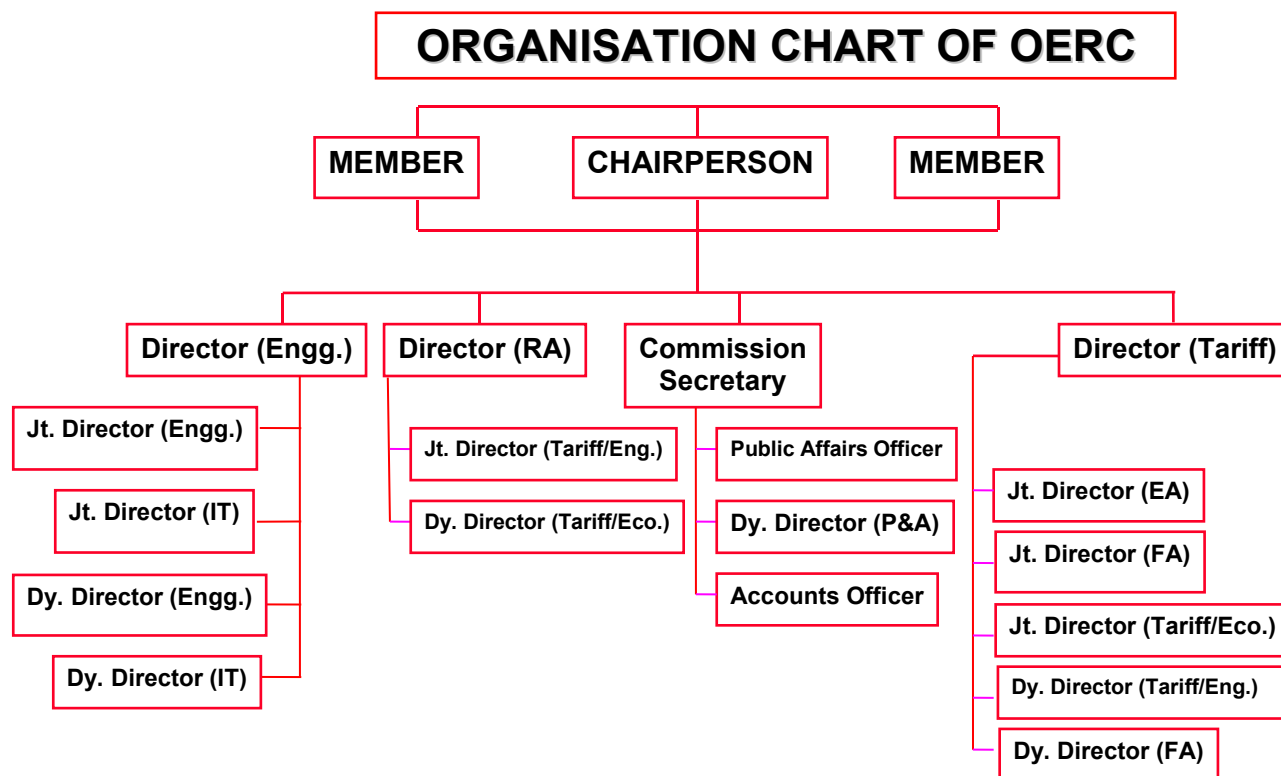 ORGANISATION CHART OF OERC
MEMBER
CHAIRPERSON
MEMBER
Director (Engg.)
Director (RA)
Commission
Secretary
Director (Tariff)
Jt. Director (Engg.)
Jt. Director (IT)
Dy. Director (Engg.)
Dy. Director (IT)
Jt. Director (Tariff/Eng.)
Dy. Director (Tariff/Eco.)
Public Affairs Officer
Dy. Director (P&A)
Accounts Officer
Jt. Director (EA)
Jt. Director (FA)
Jt. Director (Tariff/Eco.)
Dy. Director (Tariff/Eng.)
Dy. Director (FA)